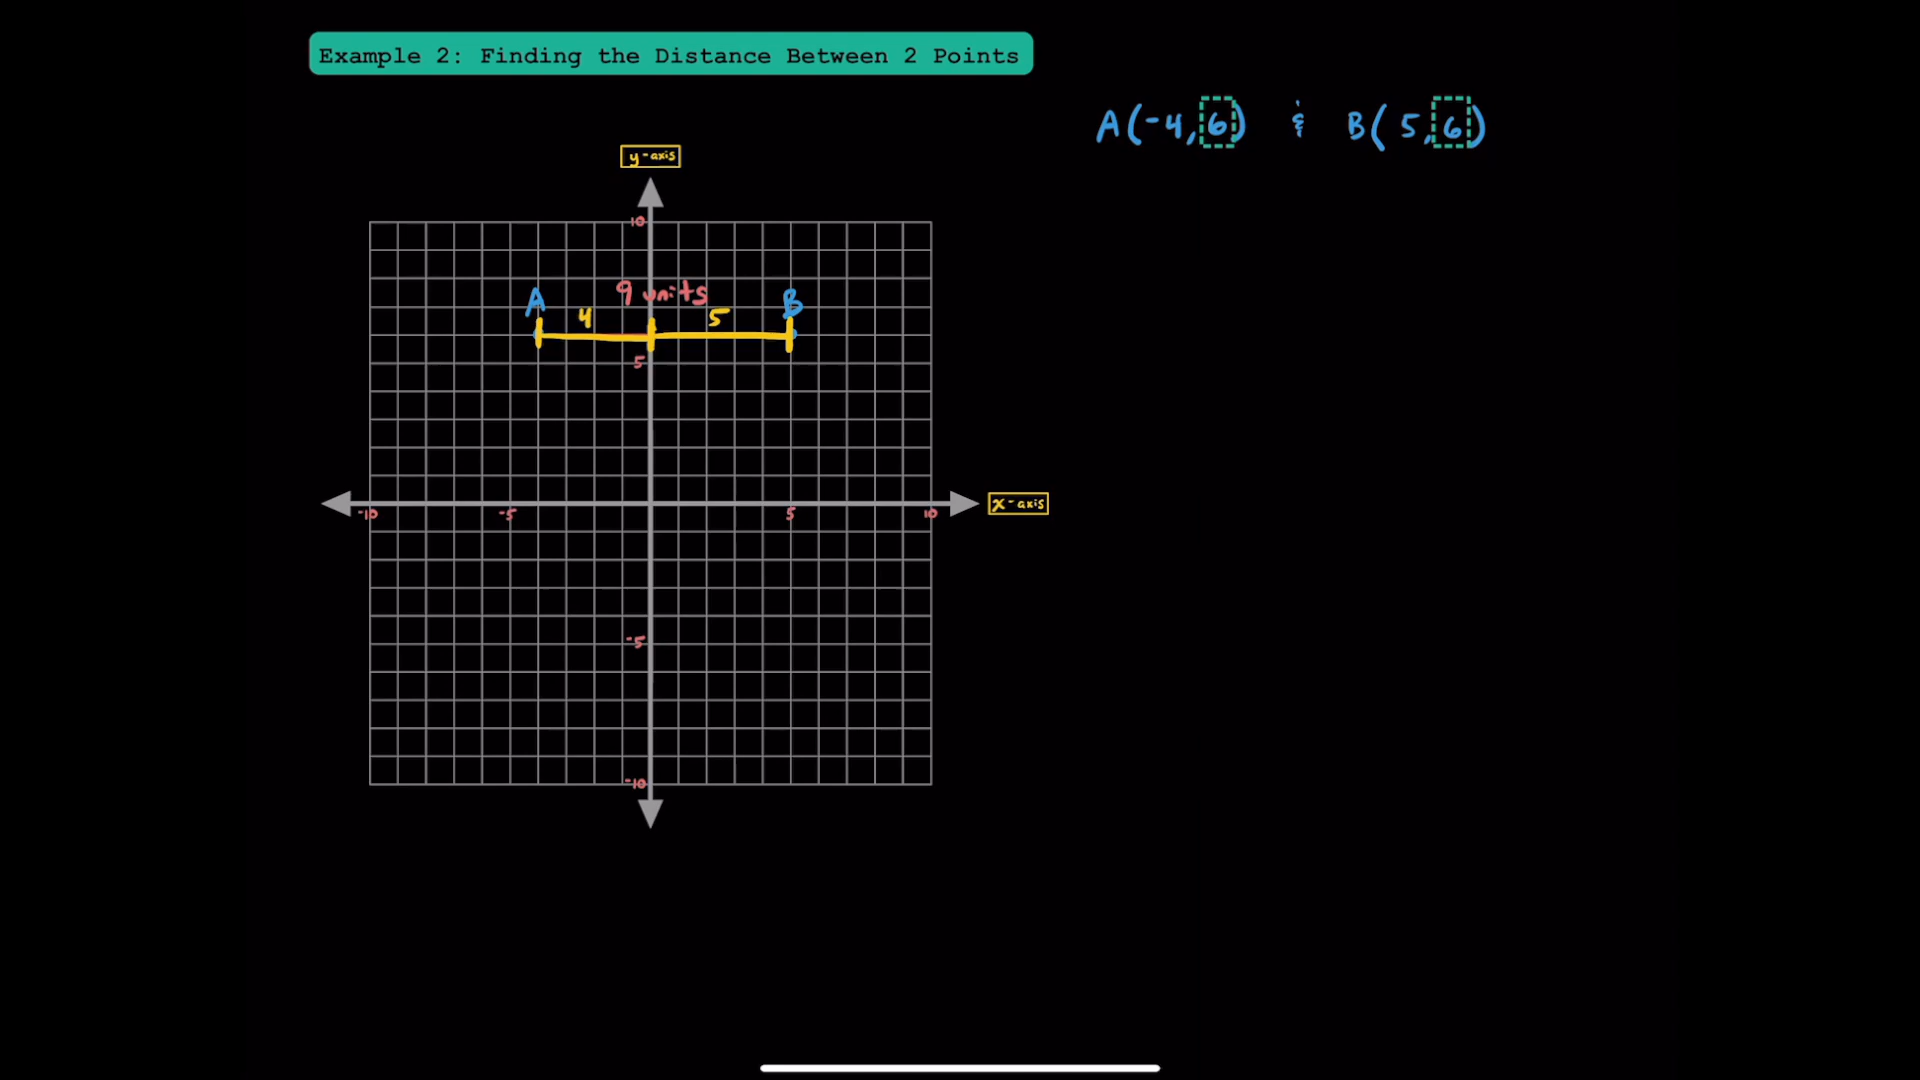 Example 2: Finding the Distance Between 2 Points
A(-4,6) & B(5,6)
y-axis
10
9 units
A B
4 5
5
x-axis
-10 -5 5 10
-5
-10